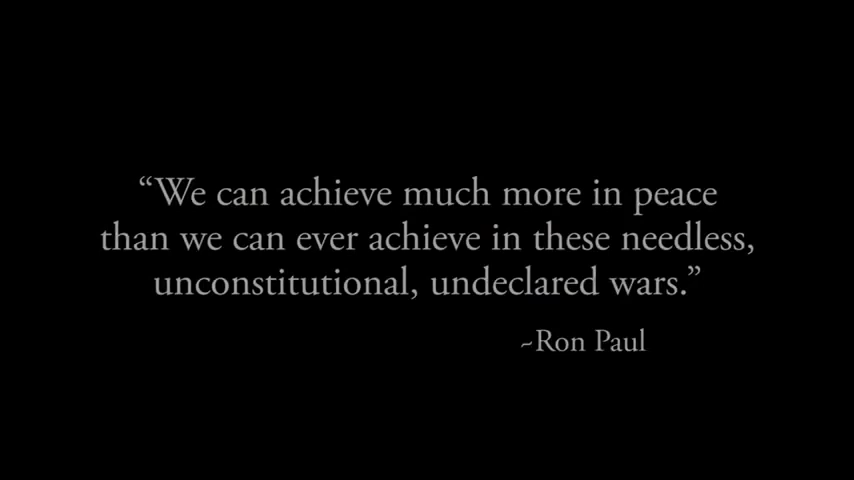 “We can achieve much more in peace
than we can ever achieve in these needless,
unconstitutional, undeclared wars.”
~Ron Paul